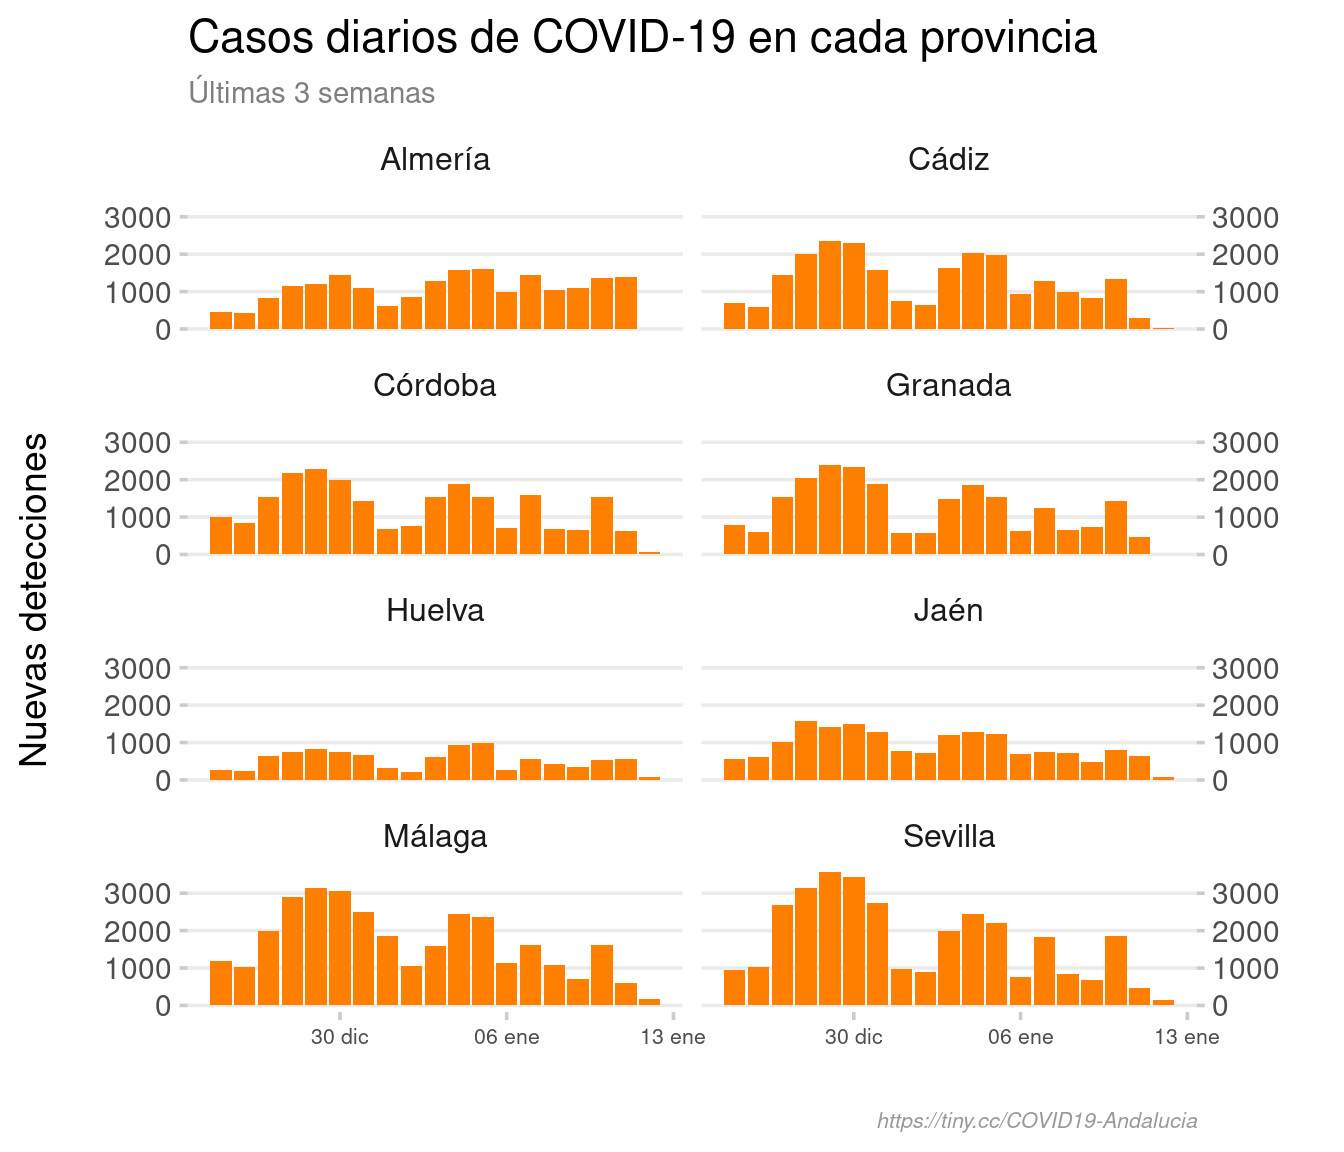 Casos diarios de COVID-19 en cada provincia
Últimas 3 semanas
Nuevas detecciones
Almería
Cádiz
3000
2000
1000
0
3000
2000
1000
0
Córdoba
Granada
3000
2000
1000
0
3000
2000
1000
0
Huelva
Jaén
3000
2000
1000
0
3000
2000
1000
0
Málaga
Sevilla
3000
2000
1000
0
3000
2000
1000
0
30 dic 06 ene 13 ene
30 dic 06 ene 13 ene
https://tiny.cc/COVID19-Andalucia